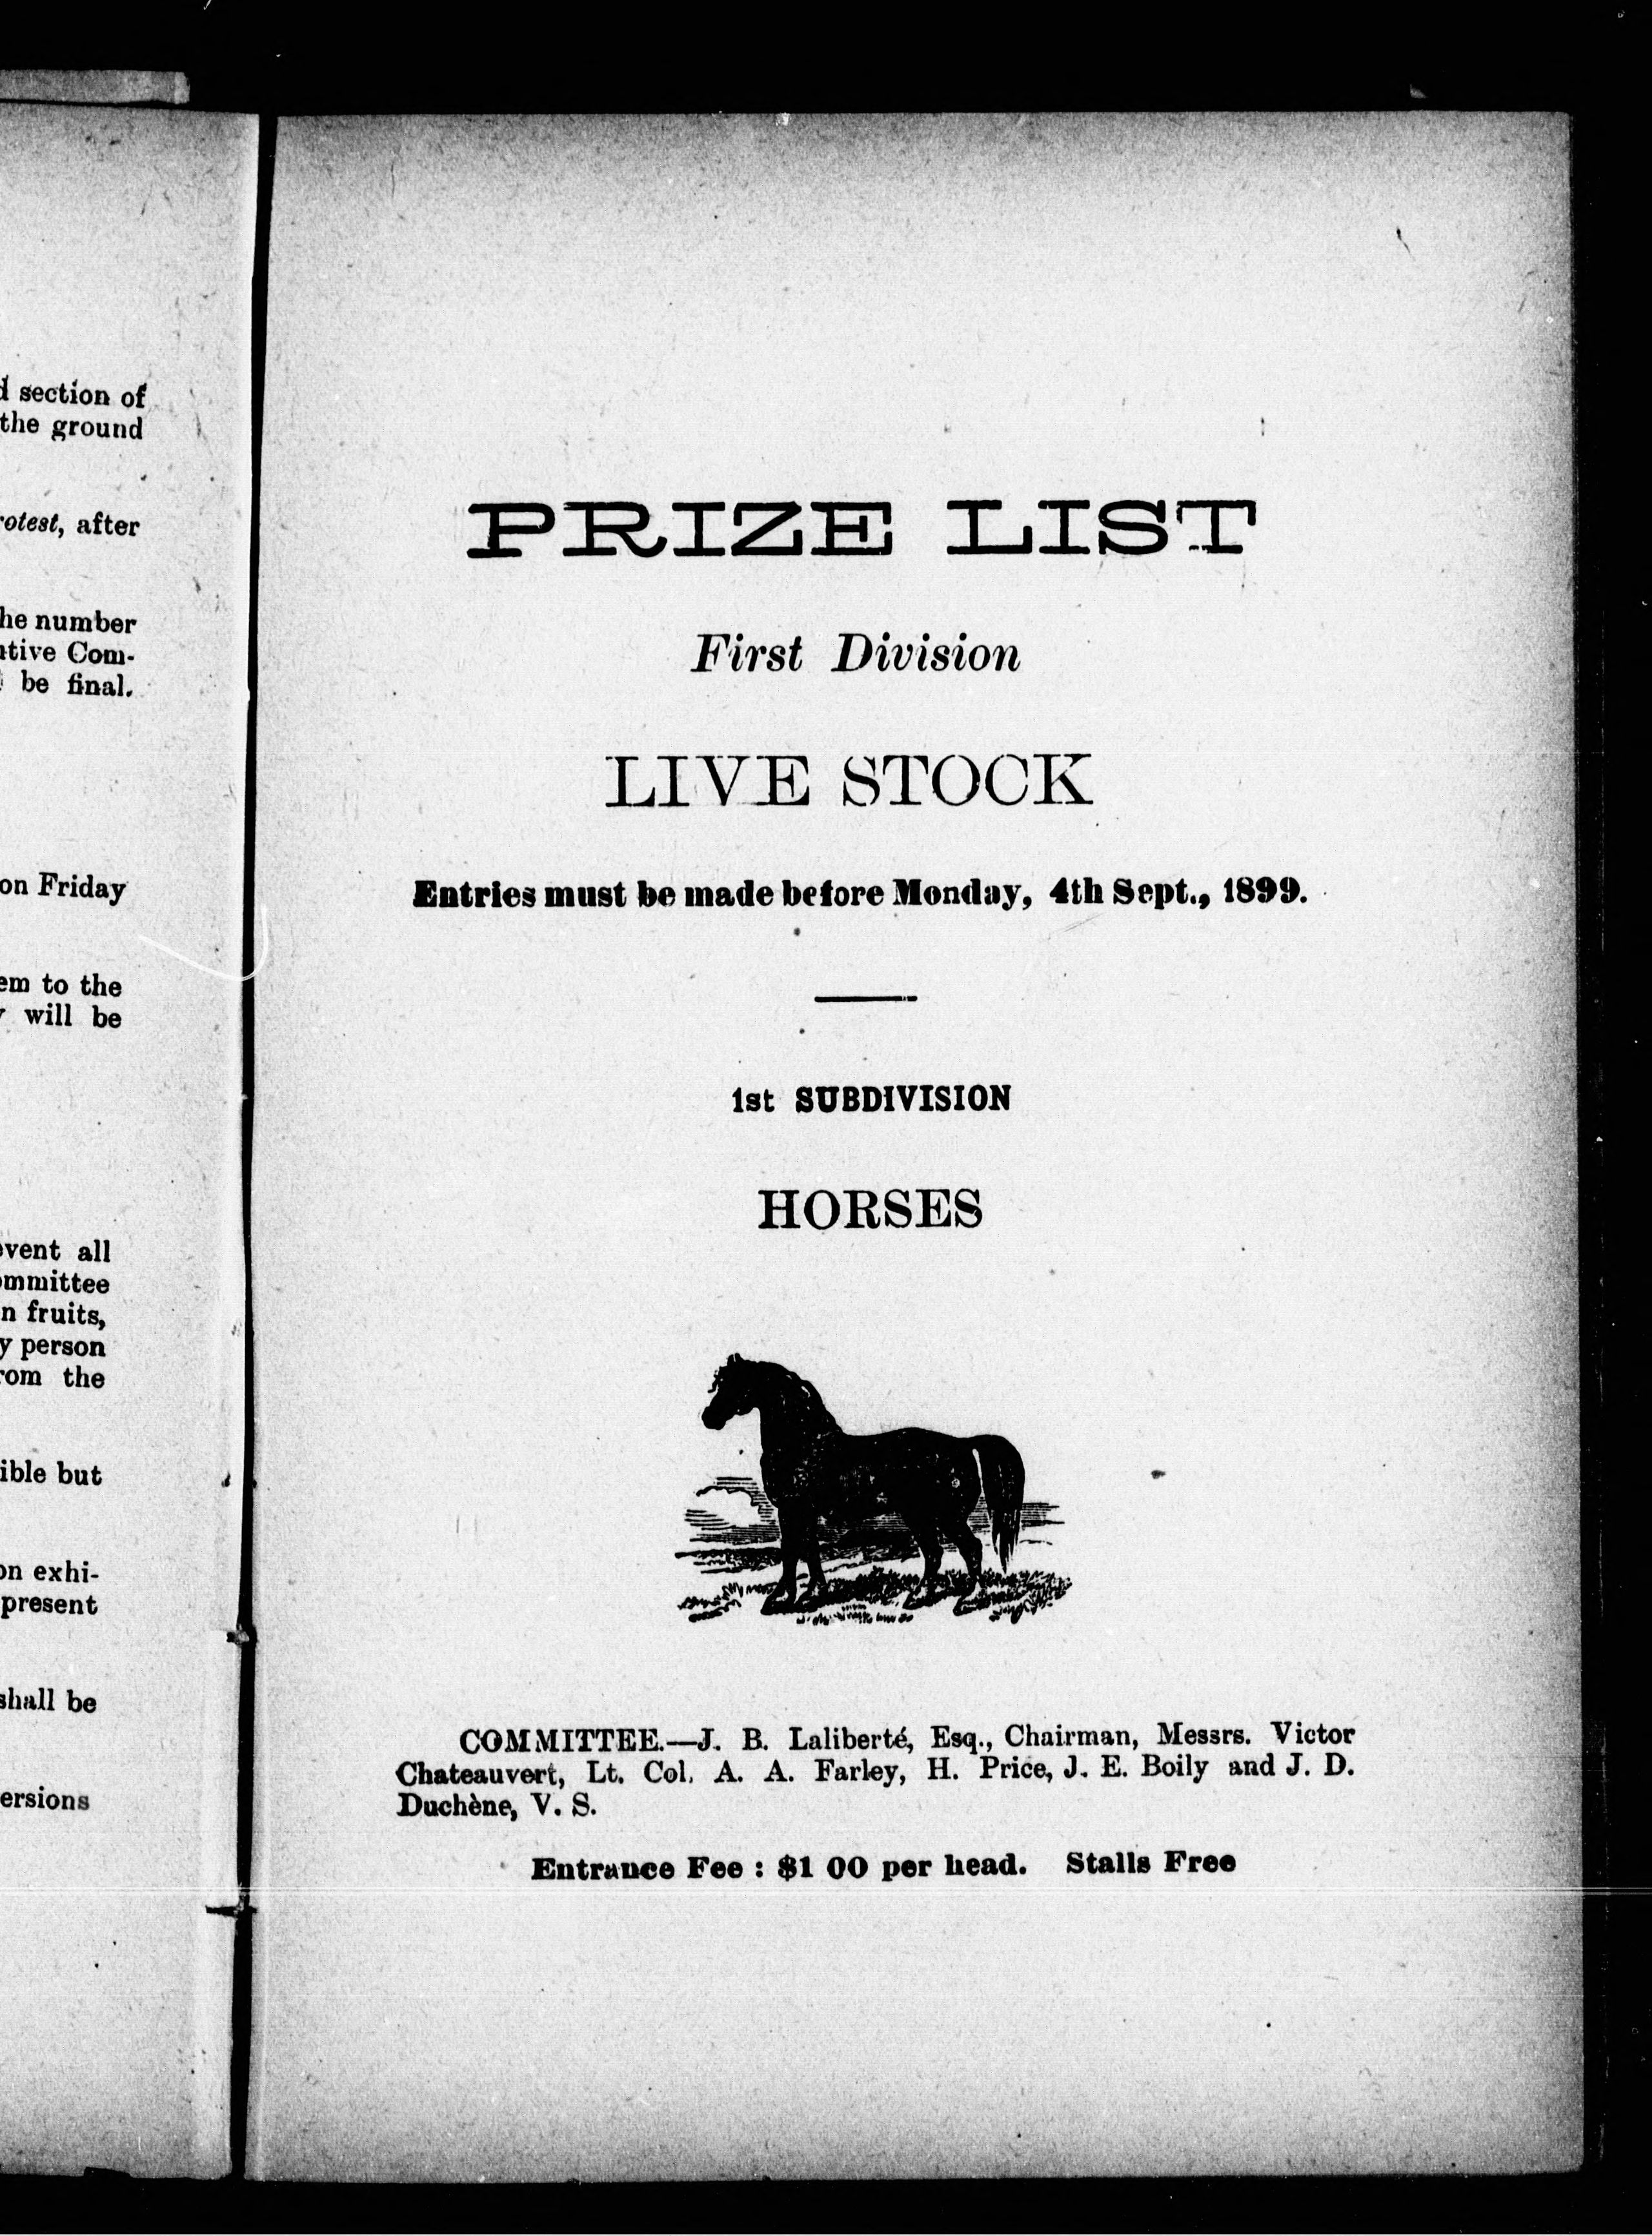 d section of
the ground
rotest, after
he number
tive Com-
be final.
on Friday
em to the
will be
vent all
ommittee
n fruits,
y person
rom the
ible but
on exhi-
present
shall be
ersions
PRIZE LIST
First Division
LIVE STOCK
Entries must be made before Monday, 4th Sept., 1899.
1st SUBDIVISION
HORSES
COMMITTEE.—J. B. Laliberté, Esq., Chairman, Messrs. Victor
Chateauvert, Lt. Col. A. A. Farley, H. Price, J. E. Boily and J. D.
Duchène, V. S.
Entrance Fee : $1 00 per head. Stalls Free